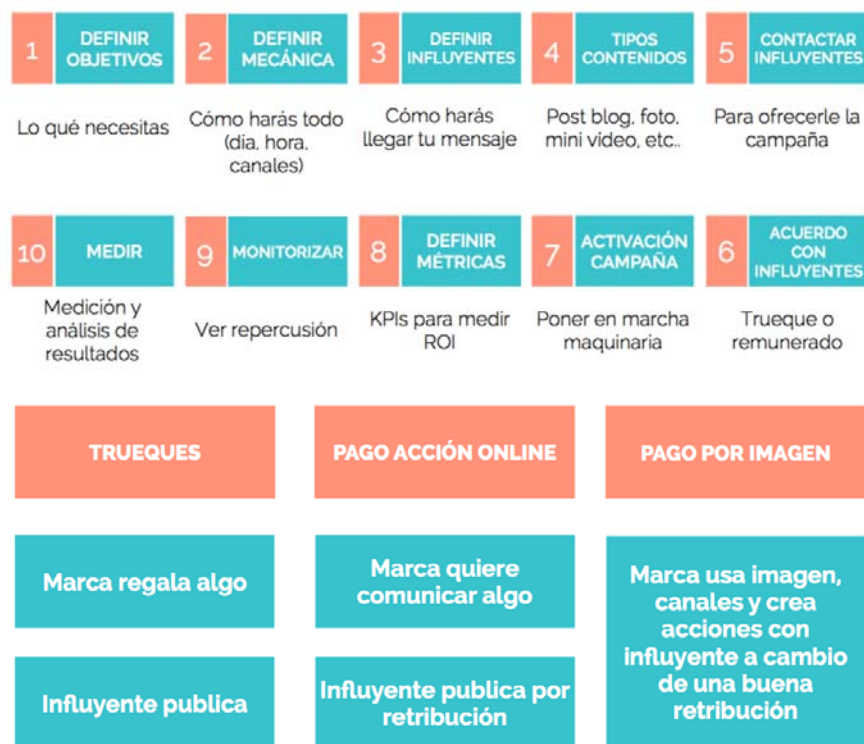 1
DEFINIR
OBJETIVOS
Lo qué necesitas
2
DEFINIR
MECÁNICA
Cómo harás todo
(dia, hora,
canales)
3
DEFINIR
INFLUYENTES
Cómo harás
llegar tu mensaje
4
TIPOS
CONTENIDOS
Post blog, foto,
mini video, etc..
5
CONTACTAR
INFLUYENTES
Para ofrecerle la
campaña
10
MEDIR
Medición y
análisis de
resultados
9
MONITORIZAR
Ver repercusión
8
DEFINIR
MÉTRICAS
KPIs para medir
ROI
7
ACTIVACIÓN
CAMPAÑA
Poner en marcha
maquinaria
6
ACUERDO
CON
INFLUYENTES
Trueque o
remunerado
TRUEQUES
Marca regala algo
Influyente publica
PAGO ACCIÓN ONLINE
Marca quiere
comunicar algo
Influyente publica por
retribución
PAGO POR IMAGEN
Marca usa imagen,
canales y crea
acciones con
influyente a cambio
de una buena
retribución